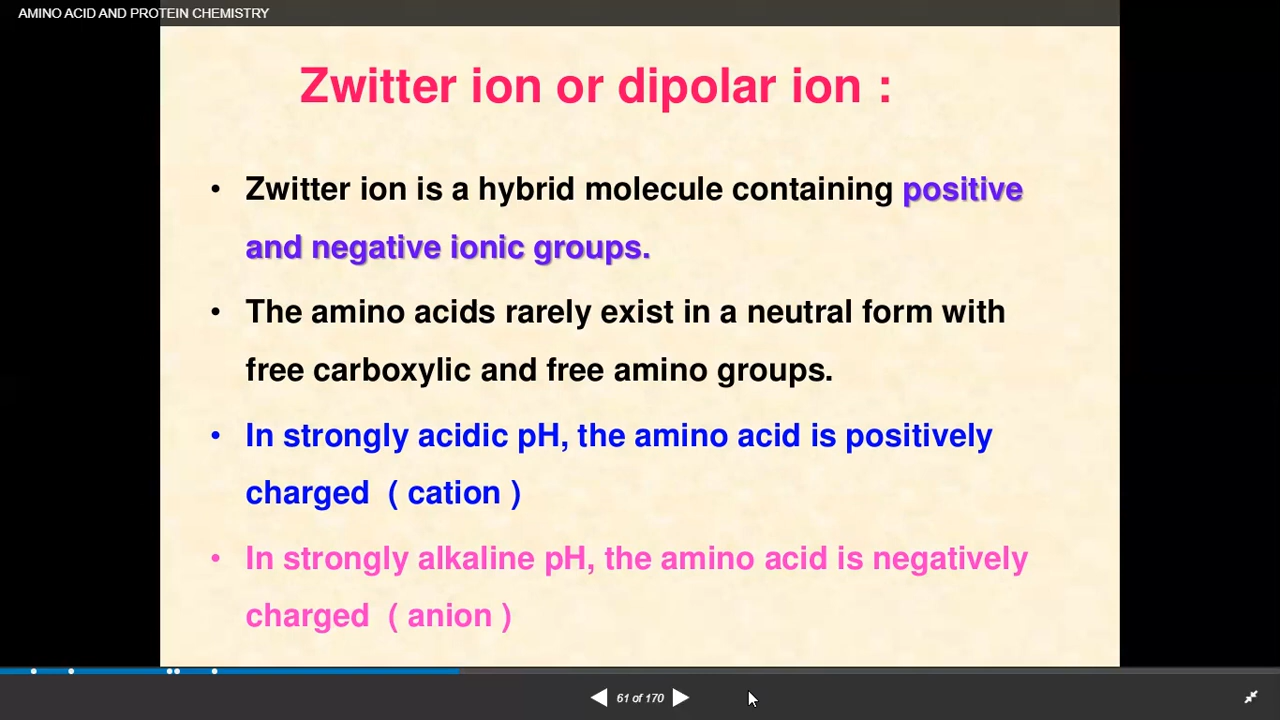 AMINO ACID AND PROTEIN CHEMISTRY
Zwitter ion or dipolar ion :
• Zwitter ion is a hybrid molecule containing positive
and negative ionic groups.
• The amino acids rarely exist in a neutral form with
free carboxylic and free amino groups.
• In strongly acidic pH, the amino acid is positively
charged ( cation )
• In strongly alkaline pH, the amino acid is negatively
charged ( anion )
61 of 170